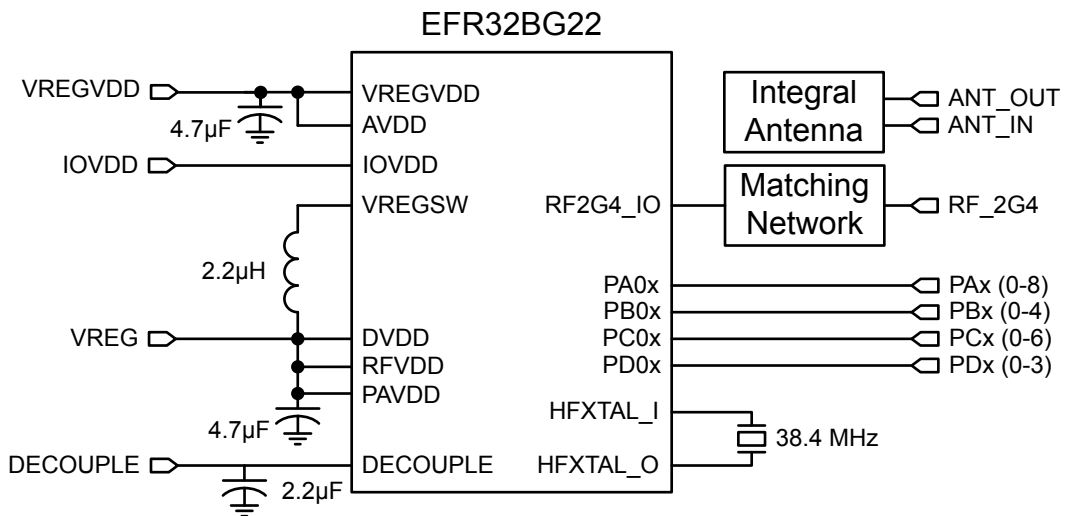 EFR32BG22
VREGVDD
4.7µF
IOVDD
2.2µH
VREG
4.7µF
DECOUPLE
2.2µF
VREGVDD
AVDD
IOVDD
VREGSW
DVDD
RFVDD
PAVDD
DECOUPLE
RF2G4_IO
PA0x
PB0x
PC0x
PD0x
HFXTAL_I
HFXTAL_O
Integral
Antenna
ANT_OUT
ANT_IN
Matching
Network
RF_2G4
PAx (0-8)
PBx (0-4)
PCx (0-6)
PDx (0-3)
38.4 MHz